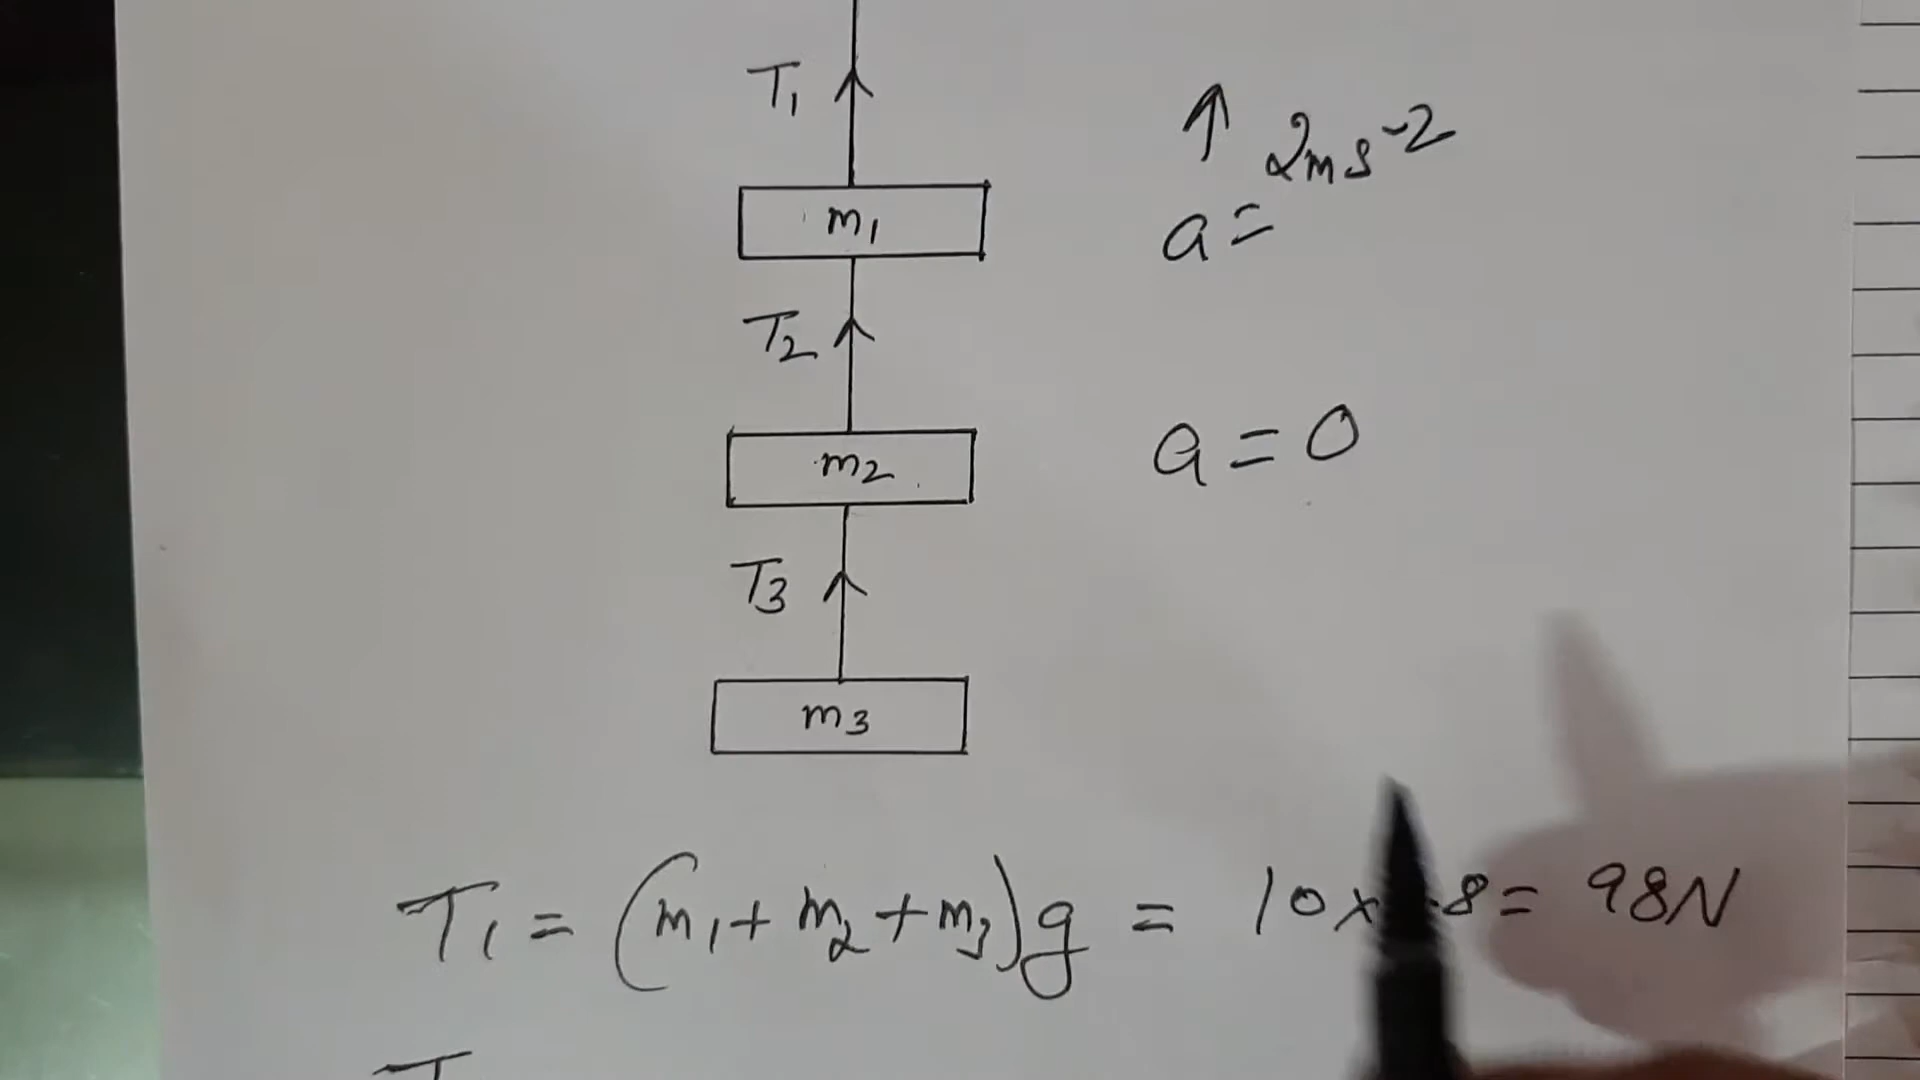 T1
2ms-2
m1
a =
T2
a = 0
m2
T3
m3
T1 = (m1 + m2 + m3)g = 10 x .8 = 98N
T